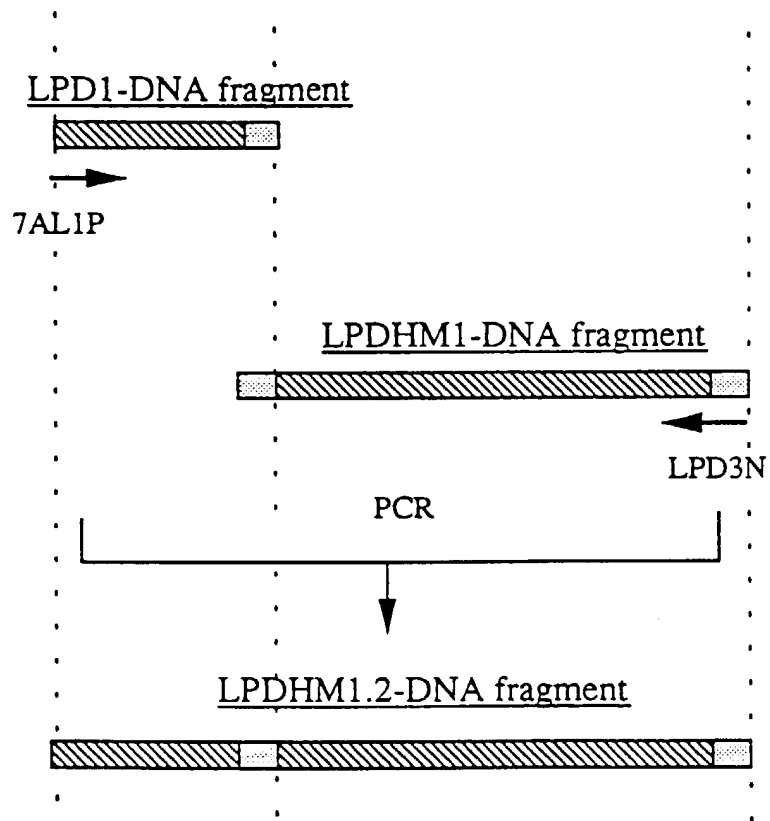 LPD1-DNA fragment
7AL1P
LPDHM1-DNA fragment
LPD3N
PCR
LPDHM1.2-DNA fragment